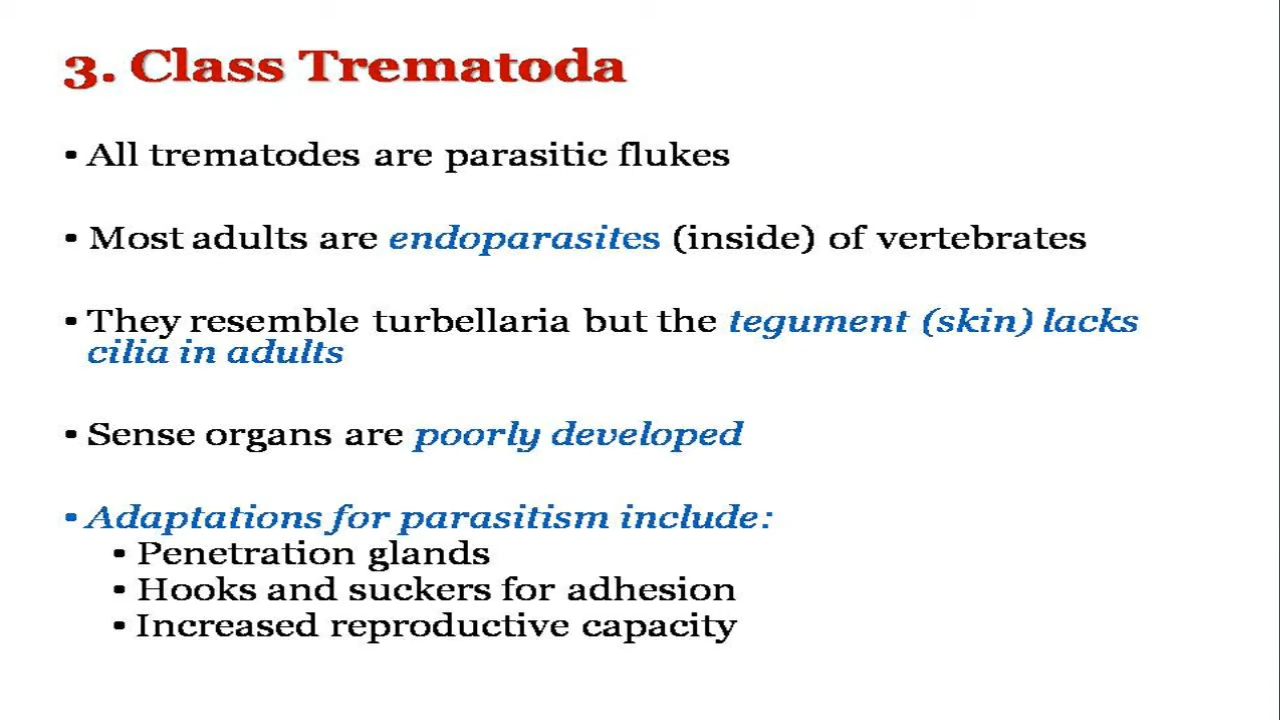 3. Class Trematoda
• All trematodes are parasitic flukes
• Most adults are endoparasites (inside) of vertebrates
• They resemble turbellaria but the tegument (skin) lacks
cilia in adults
• Sense organs are poorly developed
• Adaptations for parasitism include:
• Penetration glands
• Hooks and suckers for adhesion
• Increased reproductive capacity